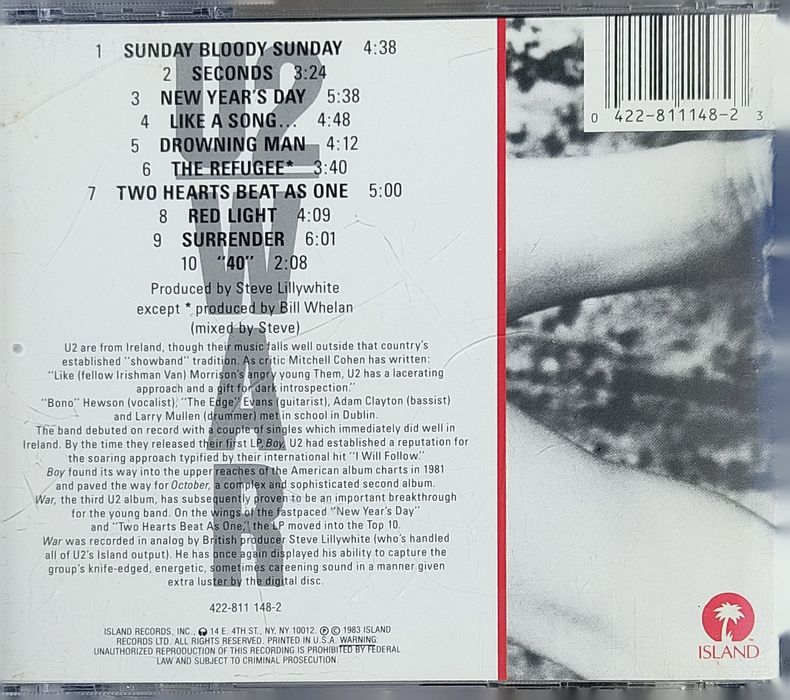 1 SUNDAY BLOODY SUNDAY 4:38
2 SECONDS 3:24
3 NEW YEAR'S DAY 5:38
4 LIKE A SONG... 4:48
5 DROWNING MAN 4:12
6 THE REFUGEE* 3:40
7 TWO HEARTS BEAT AS ONE 5:00
8 RED LIGHT 4:09
9 SURRENDER 6:01
10 "40" 2:08
U2
WAR
Produced by Steve Lillywhite
except * produced by Bill Whelan
(mixed by Steve)
U2 are from Ireland, though their music falls well outside that country's
established "showband" tradition. As critic Mitchell Cohen has written:
"Like (fellow Irishman Van) Morrison's angry young Them, U2 has a lacerating
approach and a gift for dark introspection."
"Bono" Hewson (vocalist), "The Edge" Evans (guitarist), Adam Clayton (bassist)
and Larry Mullen (drummer) met in school in Dublin.
The band debuted on record with a couple of singles which immediately did well in
Ireland. By the time they released their first LP, Boy, U2 had established a reputation for
the soaring approach typified by their international hit "I Will Follow."
Boy found its way into the upper reaches of the American album charts in 1981
and paved the way for October, a complex and sophisticated second album.
War, the third U2 album, has subsequently proven to be an important breakthrough
for the young band. On the wings of the fastpaced "New Year's Day"
and "Two Hearts Beat As One," the LP moved into the Top 10.
War was recorded in analog by British producer Steve Lillywhite (who's handled
all of U2's Island output). He has once again displayed his ability to capture the
group's knife-edged, energetic, sometimes careening sound in a manner given
extra luster by the digital disc.
422-811 148-2
ISLAND RECORDS, INC., 14 E. 4TH ST., NY, NY 10012. ℗ © 1983 ISLAND
RECORDS LTD. ALL RIGHTS RESERVED. PRINTED IN U.S.A. WARNING:
UNAUTHORIZED REPRODUCTION OF THIS RECORDING IS PROHIBITED BY FEDERAL
LAW AND SUBJECT TO CRIMINAL PROSECUTION.
0 422-811148-2 3
ISLAND™